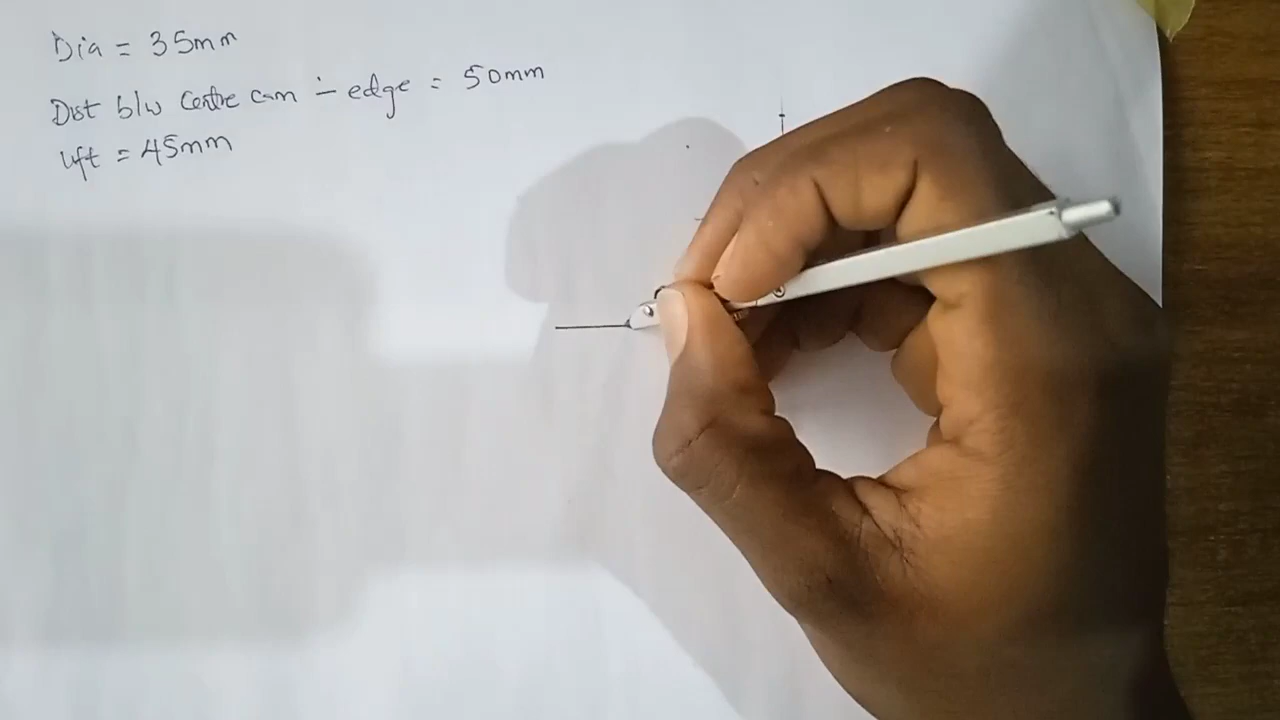 Dia = 35mm
Dist b/w Centre cam - edge = 50mm
lift = 45mm